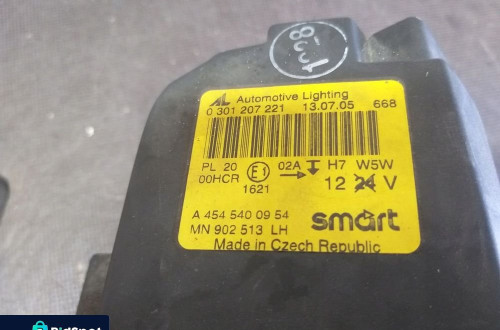 Automotive Lighting
0 301 207 221 13.07.05 668
PL 20 02A H7 W5W
00HCR E1 12 24 V
1621
A 454 540 09 54 smart
MN 902 513 LH
Made in Czech Republic
BidSpot